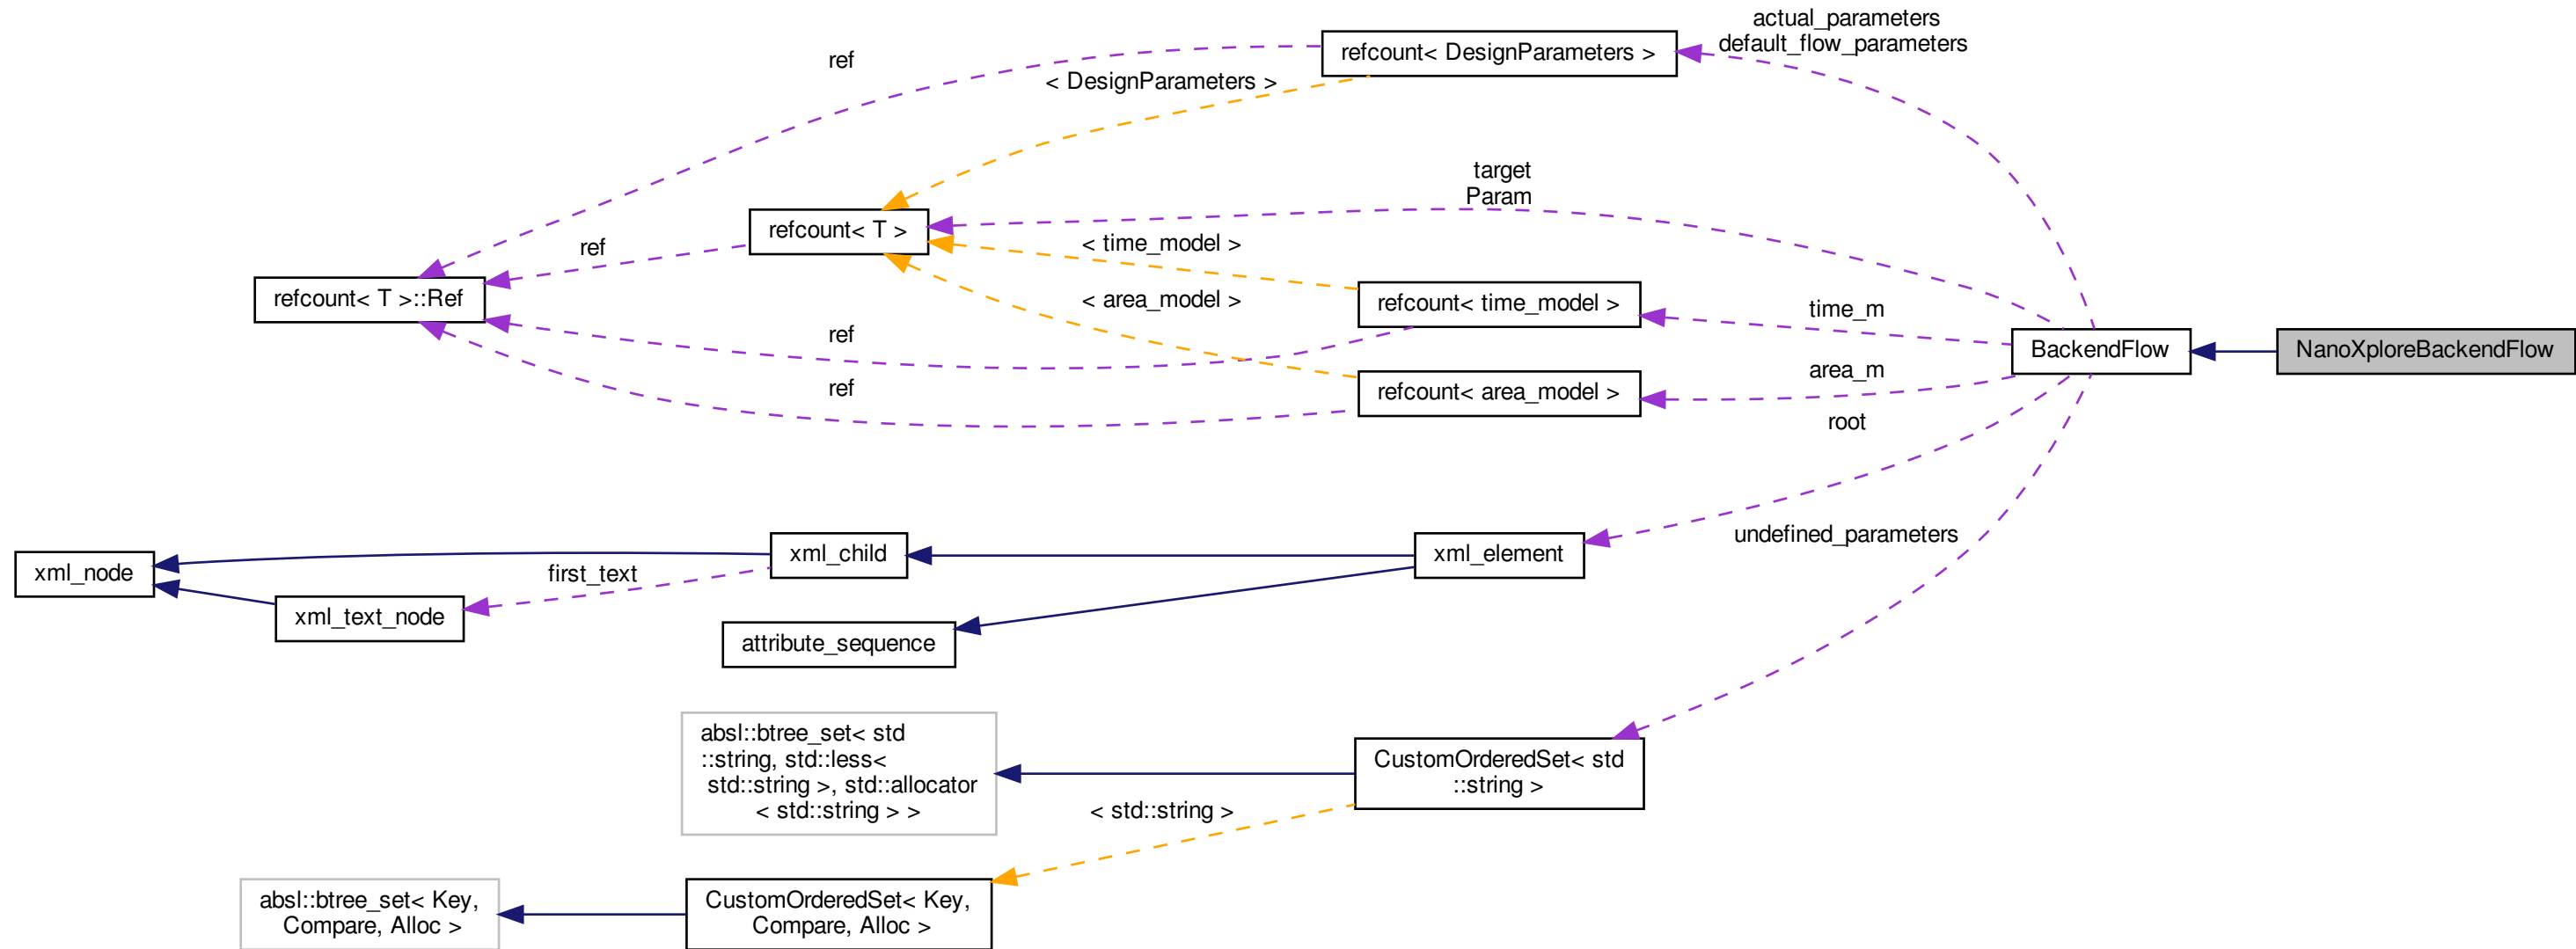 actual_parameters
default_flow_parameters
ref
refcount< DesignParameters >
< DesignParameters >
target
Param
refcount< T >
ref
< time_model >
refcount< T >::Ref
< area_model >
refcount< time_model >
time_m
ref
BackendFlow
NanoXploreBackendFlow
area_m
ref
refcount< area_model >
root
undefined_parameters
xml_child
xml_element
xml_node
first_text
xml_text_node
attribute_sequence
absl::btree_set< std
::string, std::less<
std::string >, std::allocator
< std::string > >
CustomOrderedSet< std
::string >
< std::string >
absl::btree_set< Key,
Compare, Alloc >
CustomOrderedSet< Key,
Compare, Alloc >